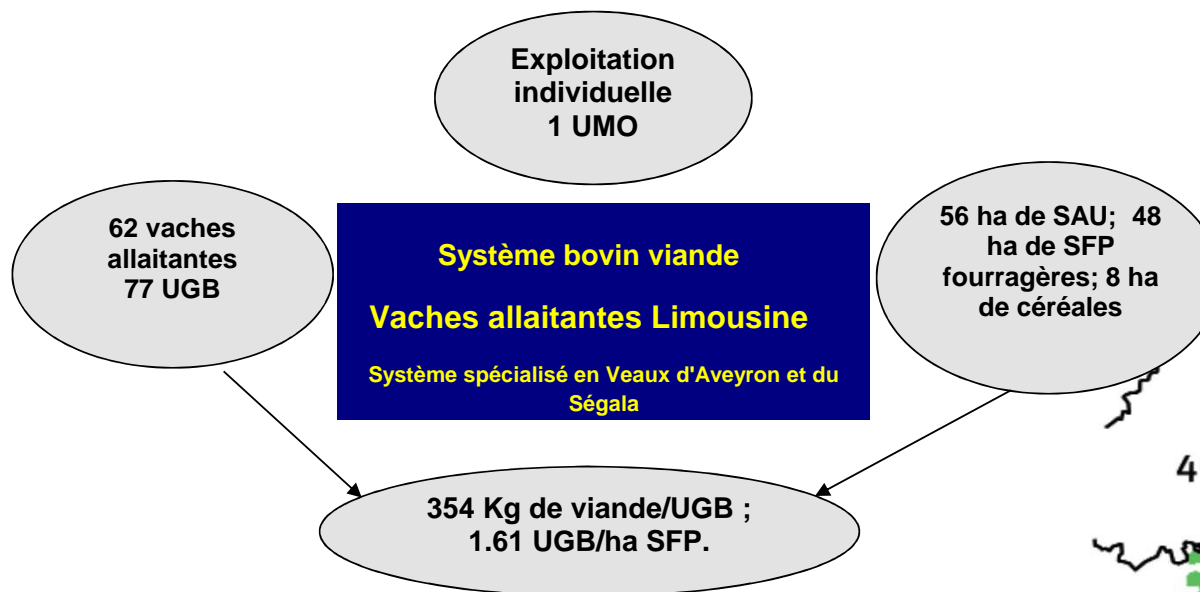 Exploitation
individuelle
1 UMO
62 vaches
allaitantes
77 UGB
Système bovin viande
Vaches allaitantes Limousine
Système spécialisé en Veaux d'Aveyron et du
Ségala
56 ha de SAU; 48
ha de SFP
fourragères; 8 ha
de céréales
354 Kg de viande/UGB ;
1.61 UGB/ha SFP.
4